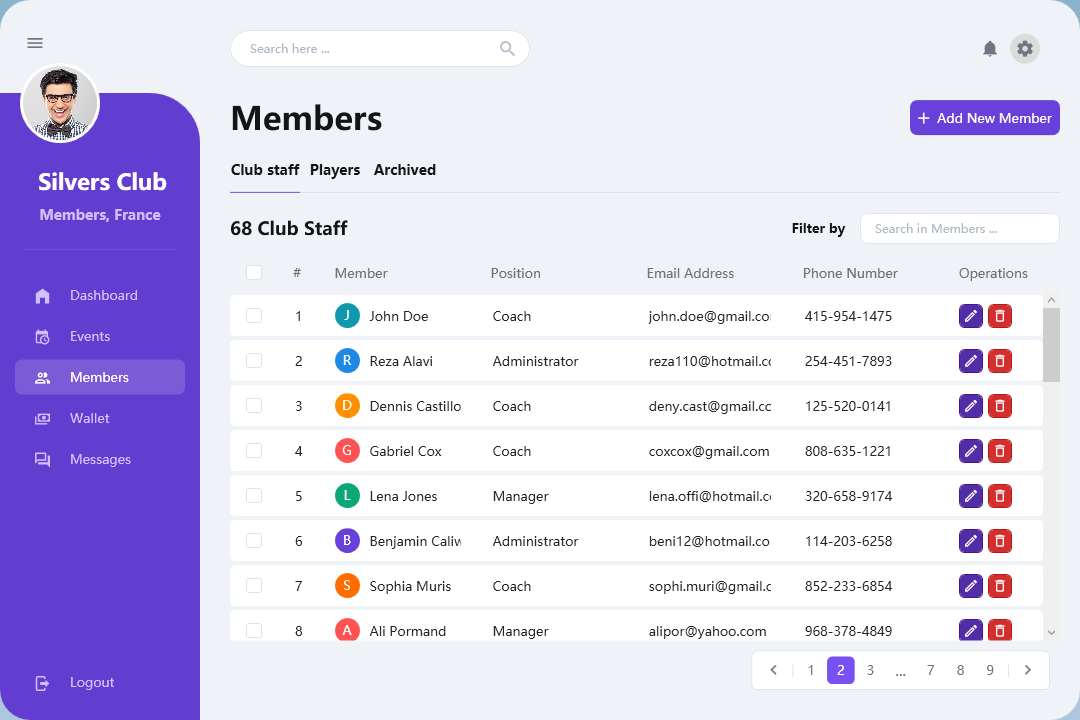 Search here ...
Silvers Club
Members, France
Dashboard
Events
Members
Wallet
Messages
Logout
Members
+ Add New Member
Club staff Players Archived
68 Club Staff
Filter by Search in Members ...
# Member Position Email Address Phone Number Operations
1 J John Doe Coach john.doe@gmail.co 415-954-1475
2 R Reza Alavi Administrator reza110@hotmail.c 254-451-7893
3 D Dennis Castillo Coach deny.cast@gmail.cc 125-520-0141
4 G Gabriel Cox Coach coxcox@gmail.com 808-635-1221
5 L Lena Jones Manager lena.offi@hotmail.c 320-658-9174
6 B Benjamin Caliw Administrator beni12@hotmail.co 114-203-6258
7 S Sophia Muris Coach sophi.muri@gmail.c 852-233-6854
8 A Ali Pormand Manager alipor@yahoo.com 968-378-4849
< 1 2 3 ... 7 8 9 >